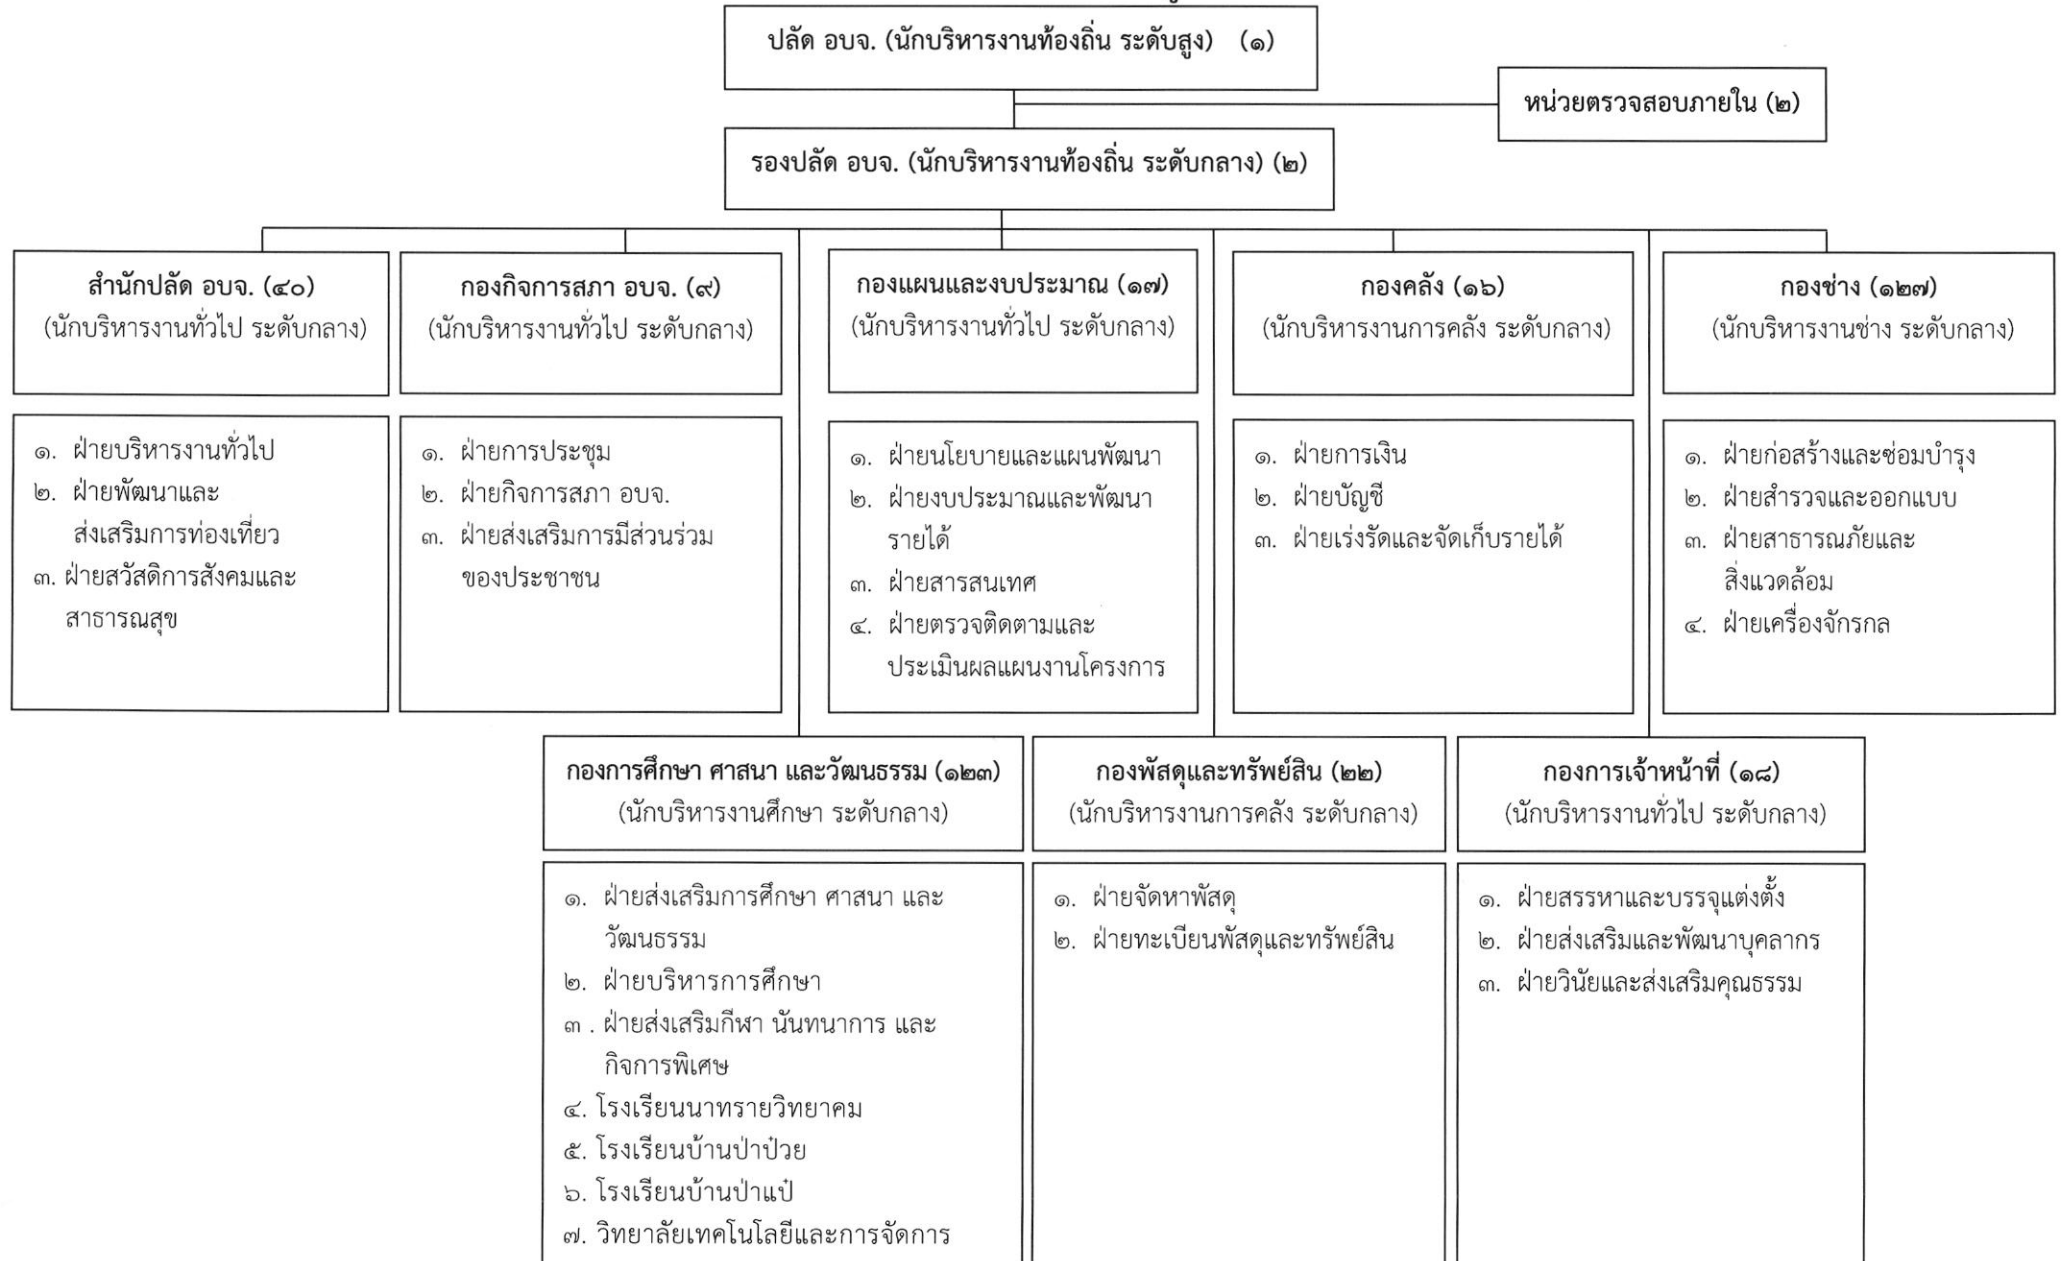 ปลัด อบจ. (นักบริหารงานท้องถิ่น ระดับสูง) (๑)
หน่วยตรวจสอบภายใน (๒)
รองปลัด อบจ. (นักบริหารงานท้องถิ่น ระดับกลาง) (๒)
สำนักปลัด อบจ. (๔๐)
(นักบริหารงานทั่วไป ระดับกลาง)
๑. ฝ่ายบริหารงานทั่วไป
๒. ฝ่ายพัฒนาและ
ส่งเสริมการท่องเที่ยว
๓. ฝ่ายสวัสดิการสังคมและ
สาธารณสุข
กองกิจการสภา อบจ. (๙)
(นักบริหารงานทั่วไป ระดับกลาง)
๑. ฝ่ายการประชุม
๒. ฝ่ายกิจการสภา อบจ.
๓. ฝ่ายส่งเสริมการมีส่วนร่วม
ของประชาชน
กองแผนและงบประมาณ (๑๗)
(นักบริหารงานทั่วไป ระดับกลาง)
๑. ฝ่ายนโยบายและแผนพัฒนา
๒. ฝ่ายงบประมาณและพัฒนา
รายได้
๓. ฝ่ายสารสนเทศ
๔. ฝ่ายตรวจติดตามและ
ประเมินผลแผนงานโครงการ
กองคลัง (๑๖)
(นักบริหารงานการคลัง ระดับกลาง)
๑. ฝ่ายการเงิน
๒. ฝ่ายบัญชี
๓. ฝ่ายเร่งรัดและจัดเก็บรายได้
กองช่าง (๑๒๗)
(นักบริหารงานช่าง ระดับกลาง)
๑. ฝ่ายก่อสร้างและซ่อมบำรุง
๒. ฝ่ายสำรวจและออกแบบ
๓. ฝ่ายสาธารณภัยและ
สิ่งแวดล้อม
๔. ฝ่ายเครื่องจักรกล
กองการศึกษา ศาสนา และวัฒนธรรม (๑๒๓)
(นักบริหารงานศึกษา ระดับกลาง)
๑. ฝ่ายส่งเสริมการศึกษา ศาสนา และ
วัฒนธรรม
๒. ฝ่ายบริหารการศึกษา
๓ . ฝ่ายส่งเสริมกีฬา นันทนาการ และ
กิจการพิเศษ
๔. โรงเรียนนาทรายวิทยาคม
๕. โรงเรียนบ้านป่าป๋วย
๖. โรงเรียนบ้านป่าแป๋
๗. วิทยาลัยเทคโนโลยีและการจัดการ
กองพัสดุและทรัพย์สิน (๒๒)
(นักบริหารงานการคลัง ระดับกลาง)
๑. ฝ่ายจัดหาพัสดุ
๒. ฝ่ายทะเบียนพัสดุและทรัพย์สิน
กองการเจ้าหน้าที่ (๑๘)
(นักบริหารงานทั่วไป ระดับกลาง)
๑. ฝ่ายสรรหาและบรรจุแต่งตั้ง
๒. ฝ่ายส่งเสริมและพัฒนาบุคลากร
๓. ฝ่ายวินัยและส่งเสริมคุณธรรม